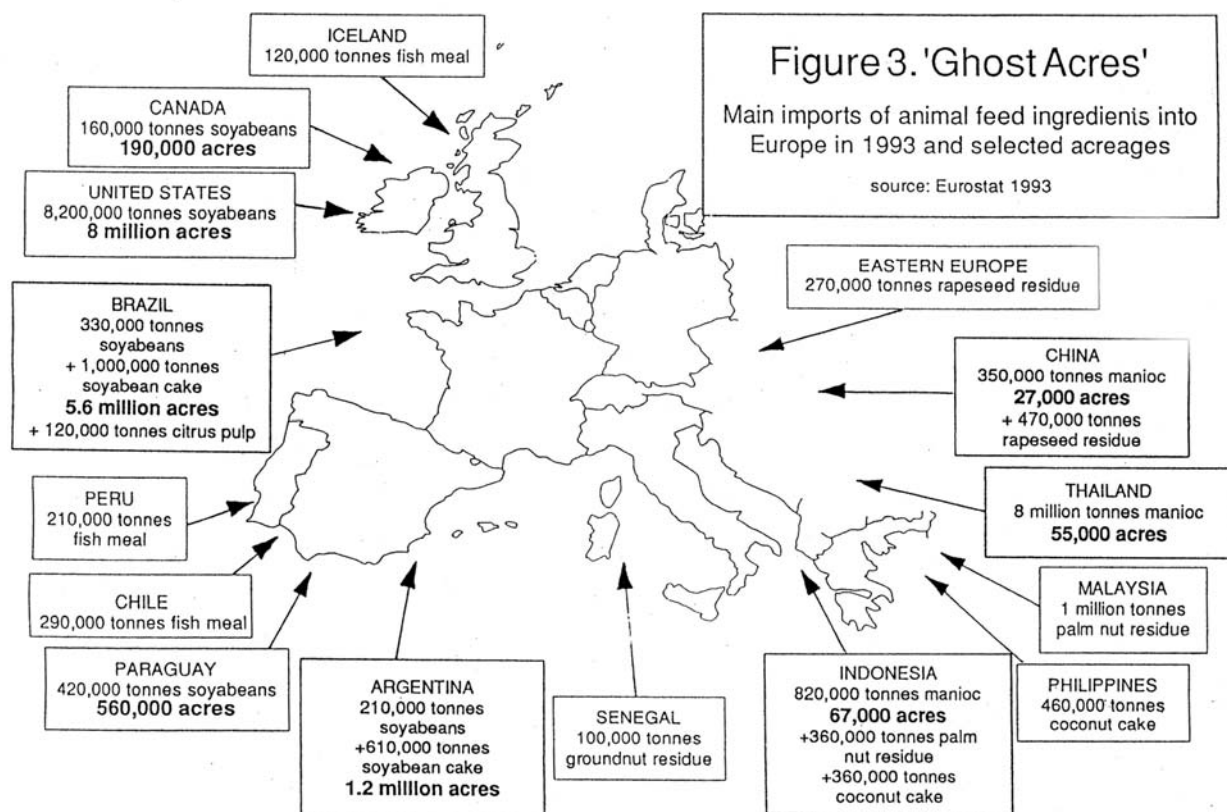 Figure 3. 'Ghost Acres'
Main imports of animal feed ingredients into
Europe in 1993 and selected acreages
source: Eurostat 1993
ICELAND
120,000 tonnes fish meal
CANADA
160,000 tonnes soyabeans
190,000 acres
UNITED STATES
8,200,000 tonnes soyabeans
8 million acres
BRAZIL
330,000 tonnes
soyabeans
+ 1,000,000 tonnes
soyabean cake
5.6 million acres
+ 120,000 tonnes citrus pulp
PERU
210,000 tonnes
fish meal
CHILE
290,000 tonnes fish meal
PARAGUAY
420,000 tonnes soyabeans
560,000 acres
ARGENTINA
210,000 tonnes
soyabeans
+610,000 tonnes
soyabean cake
1.2 million acres
SENEGAL
100,000 tonnes
groundnut residue
INDONESIA
820,000 tonnes manioc
67,000 acres
+360,000 tonnes palm
nut residue
+360,000 tonnes
coconut cake
PHILIPPINES
460,000 tonnes
coconut cake
MALAYSIA
1 million tonnes
palm nut residue
THAILAND
8 million tonnes manioc
55,000 acres
CHINA
350,000 tonnes manioc
27,000 acres
+ 470,000 tonnes
rapeseed residue
EASTERN EUROPE
270,000 tonnes rapeseed residue